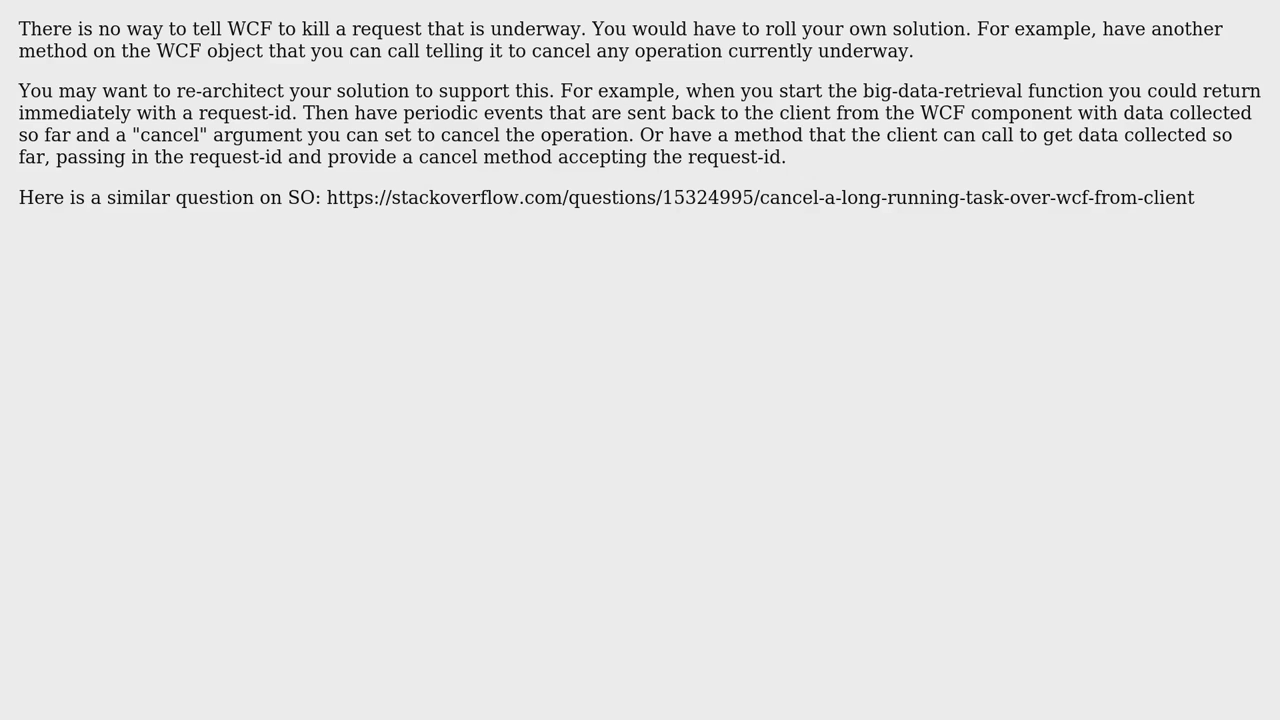 There is no way to tell WCF to kill a request that is underway. You would have to roll your own solution. For example, have another
method on the WCF object that you can call telling it to cancel any operation currently underway.
You may want to re-architect your solution to support this. For example, when you start the big-data-retrieval function you could return
immediately with a request-id. Then have periodic events that are sent back to the client from the WCF component with data collected
so far and a "cancel" argument you can set to cancel the operation. Or have a method that the client can call to get data collected so
far, passing in the request-id and provide a cancel method accepting the request-id.
Here is a similar question on SO: https://stackoverflow.com/questions/15324995/cancel-a-long-running-task-over-wcf-from-client